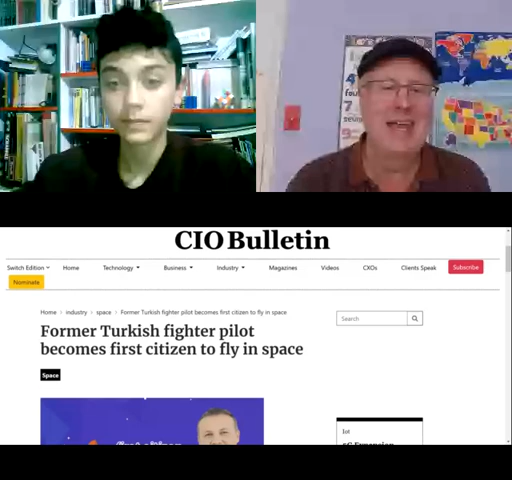 CIO Bulletin
Switch Edition Home Technology Business Industry Magazines Videos CXOs Clients Speak Subscribe
Nominate
Home > industry > space > Former Turkish fighter pilot becomes first citizen to fly in space
Former Turkish fighter pilot
becomes first citizen to fly in space
Search
Space